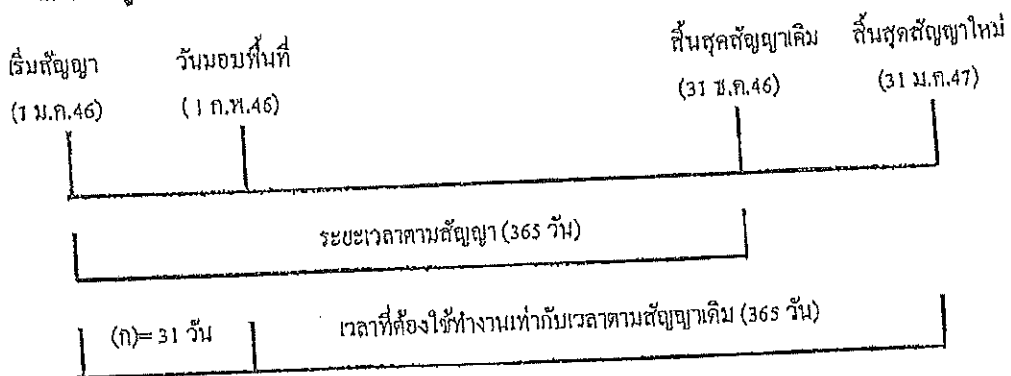 เริ่มสัญญา
(1 ม.ค.46)
วันมอบพื้นที่
(1 ก.พ.46)
สิ้นสุดสัญญาเดิม
(31 ธ.ค.46)
สิ้นสุดสัญญาใหม่
(31 ม.ค.47)
ระยะเวลาตามสัญญา (365 วัน)
(ก)= 31 วัน
เวลาที่ต้องใช้ทำงานเท่ากับเวลาตามสัญญาเดิม (365 วัน)